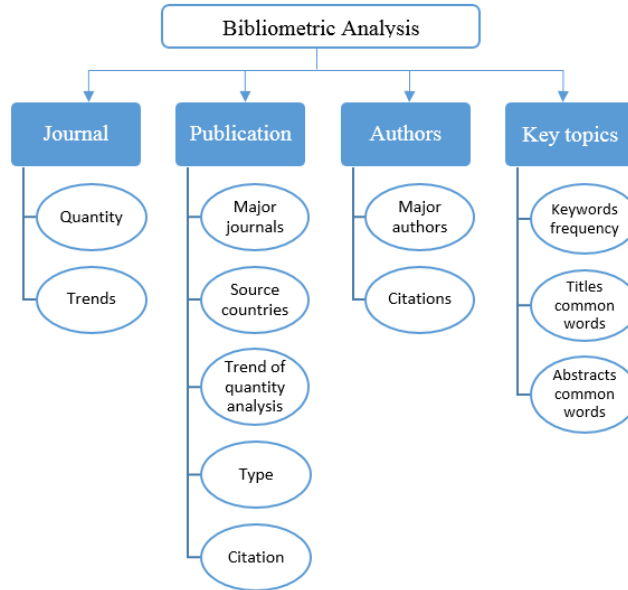 Bibliometric Analysis
Journal
Quantity
Trends
Publication
Major
journals
Source
countries
Trend of
quantity
analysis
Type
Citation
Authors
Major
authors
Citations
Key topics
Keywords
frequency
Titles
common
words
Abstracts
common
words